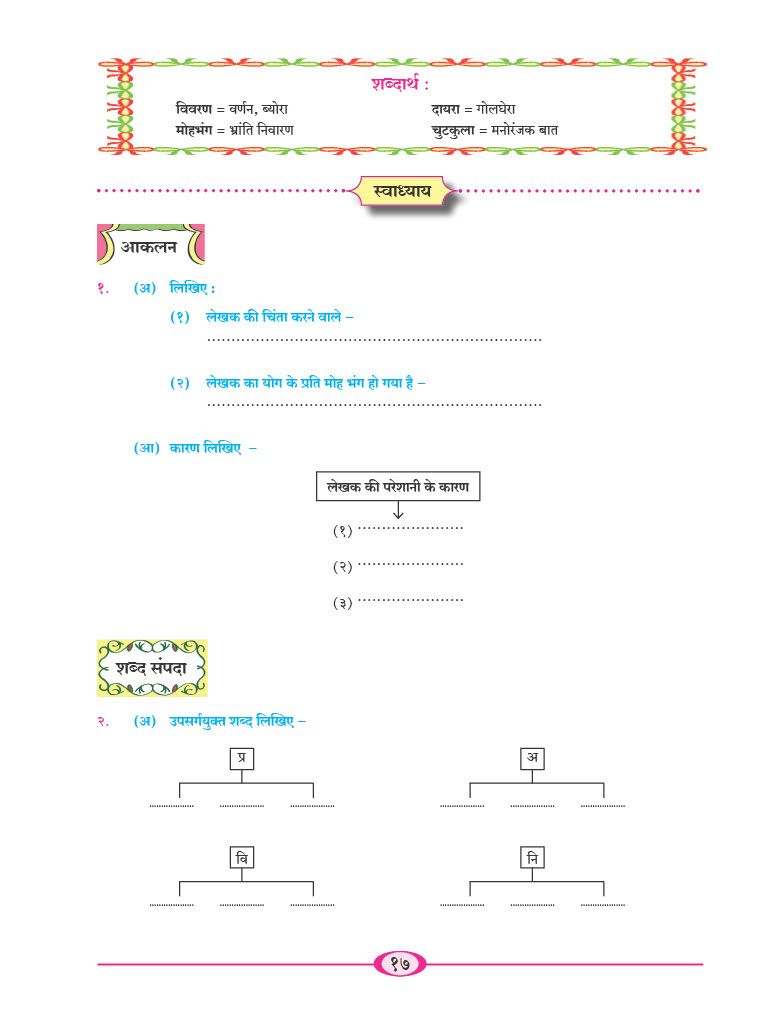 शब्दार्थ :
विवरण = वर्णन, ब्योरा
दायरा = गोलघेरा
मोहभंग = भ्रांति निवारण
चुटकुला = मनोरंजक बात
स्वाध्याय
आकलन
१. (अ) लिखिए :
(१) लेखक की चिंता करने वाले –
..................................................................
(२) लेखक का योग के प्रति मोह भंग हो गया है –
..................................................................
(आ) कारण लिखिए –
लेखक की परेशानी के कारण
(१) ......................
(२) ......................
(३) ......................
शब्द संपदा
२. (अ) उपसर्गयुक्त शब्द लिखिए –
प्र अ
.................. .................. .................. .................. .................. ..................
वि नि
.................. .................. .................. .................. .................. ..................
१७